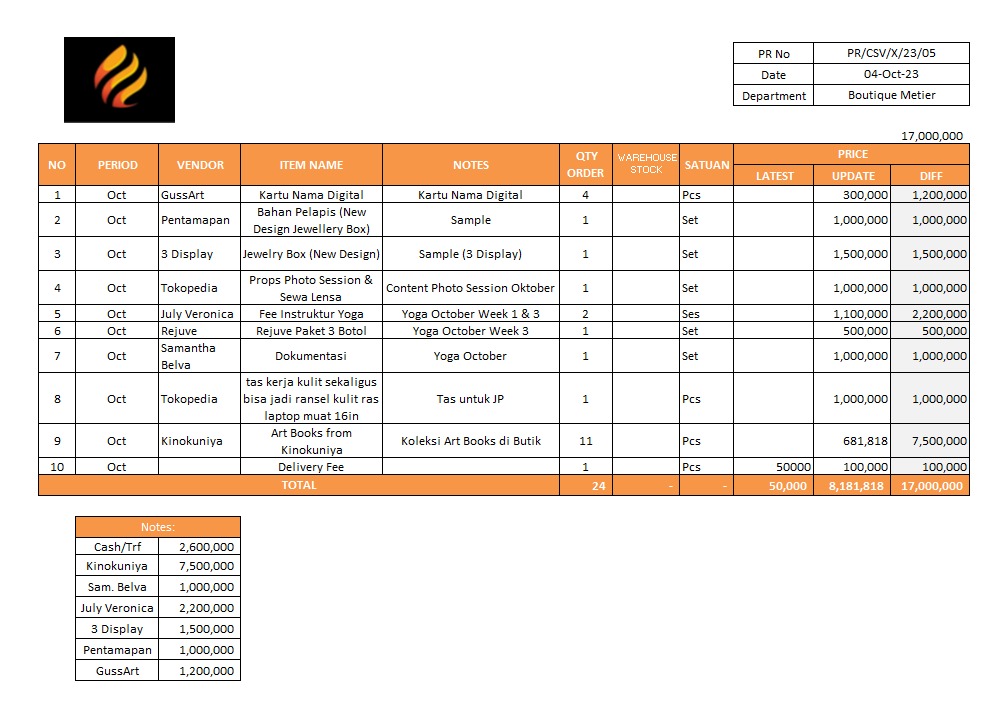 PR No PR/CSV/X/23/05
Date 04-Oct-23
Department Boutique Metier
17,000,000
NO PERIOD VENDOR ITEM NAME NOTES QTY ORDER WAREHOUSE STOCK SATUAN PRICE
LATEST UPDATE DIFF
1 Oct GussArt Kartu Nama Digital Kartu Nama Digital 4 Pcs 300,000 1,200,000
2 Oct Pentamapan Bahan Pelapis (New Design Jewellery Box) Sample 1 Set 1,000,000 1,000,000
3 Oct 3 Display Jewelry Box (New Design) Sample (3 Display) 1 Set 1,500,000 1,500,000
4 Oct Tokopedia Props Photo Session & Sewa Lensa Content Photo Session Oktober 1 Set 1,000,000 1,000,000
5 Oct July Veronica Fee Instruktur Yoga Yoga October Week 1 & 3 2 Ses 1,100,000 2,200,000
6 Oct Rejuve Rejuve Paket 3 Botol Yoga October Week 3 1 Set 500,000 500,000
7 Oct Samantha Belva Dokumentasi Yoga October 1 Set 1,000,000 1,000,000
8 Oct Tokopedia tas kerja kulit sekaligus bisa jadi ransel kulit ras laptop muat 16in Tas untuk JP 1 Pcs 1,000,000 1,000,000
9 Oct Kinokuniya Art Books from Kinokuniya Koleksi Art Books di Butik 11 Pcs 681,818 7,500,000
10 Oct Delivery Fee 1 Pcs 50000 100,000 100,000
TOTAL 24 - - 50,000 8,181,818 17,000,000
Notes:
Cash/Trf 2,600,000
Kinokuniya 7,500,000
Sam. Belva 1,000,000
July Veronica 2,200,000
3 Display 1,500,000
Pentamapan 1,000,000
GussArt 1,200,000